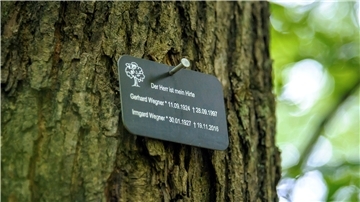 Der Herr ist mein Hirte
Gerhard Wegner * 11.09.1924 † 28.09.1997
Irmgard Wegner * 30.01.1927 † 19.11.2016